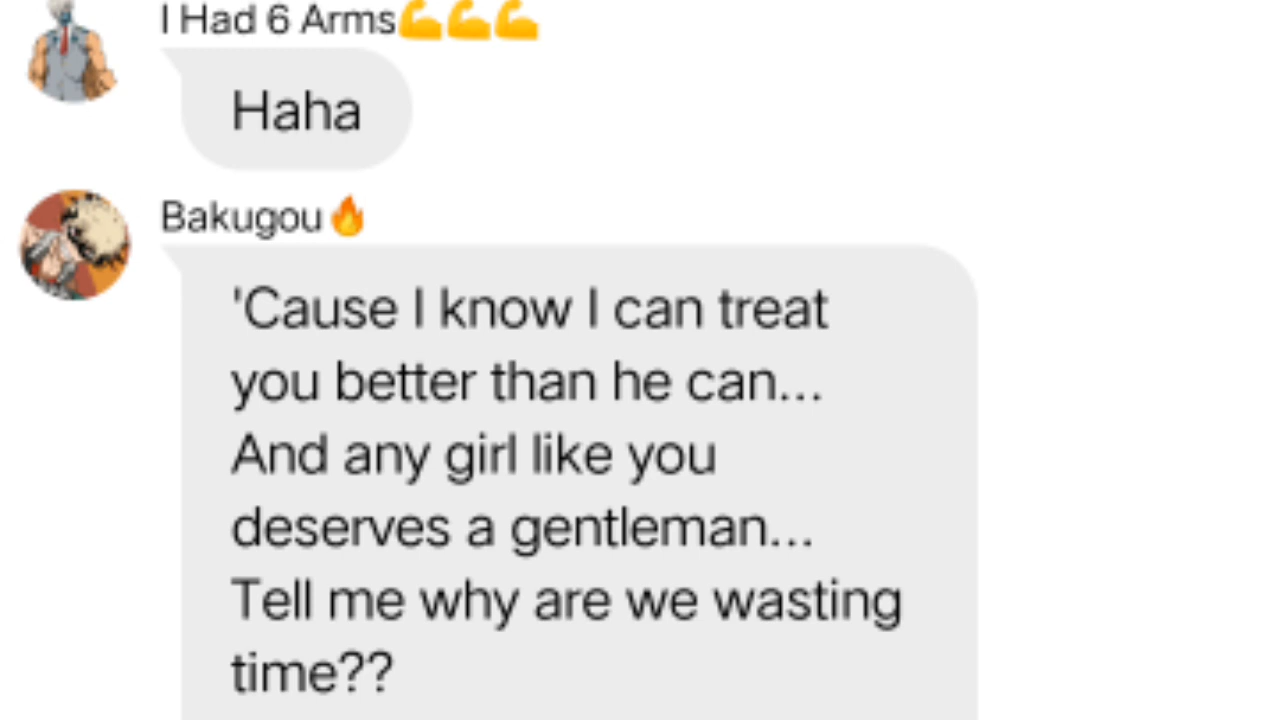 I Had 6 Arms💪💪💪
Haha
Bakugou🔥
'Cause I know I can treat
you better than he can...
And any girl like you
deserves a gentleman...
Tell me why are we wasting
time??